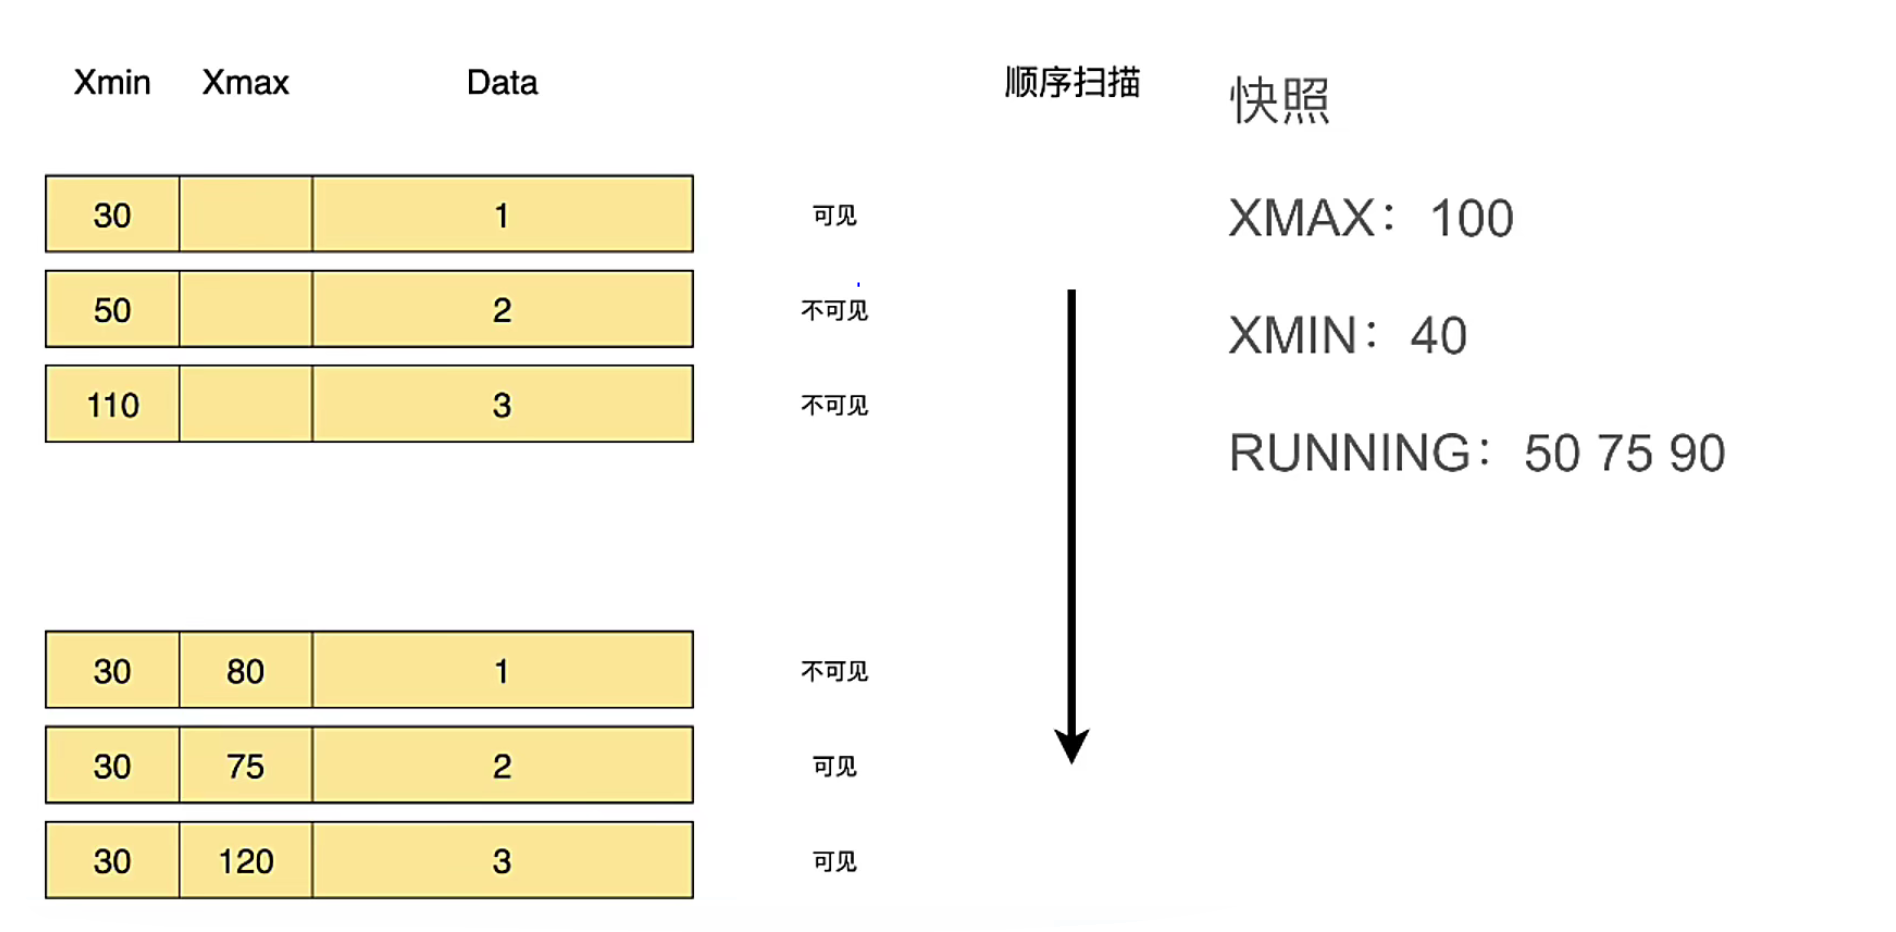 Xmin Xmax Data 顺序扫描
快照
30 1 可见
XMAX：100
50 2 不可见
XMIN：40
110 3 不可见
RUNNING：50 75 90
30 80 1 不可见
30 75 2 可见
30 120 3 可见